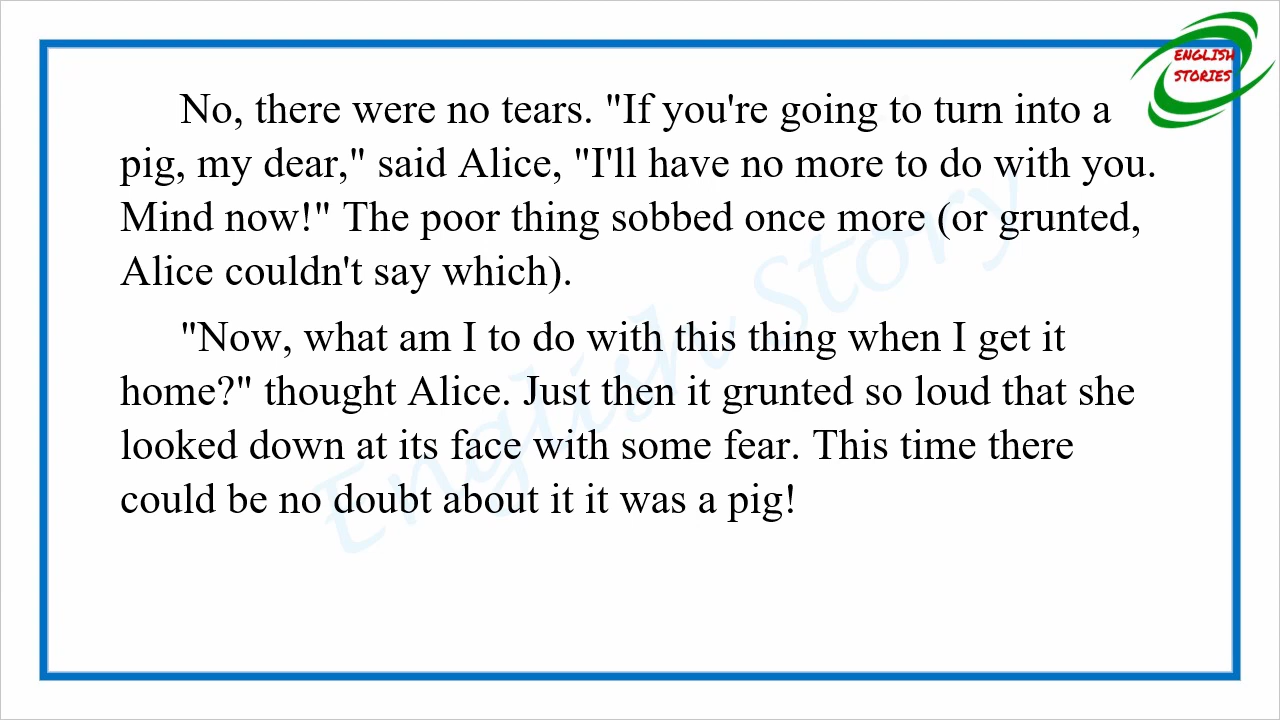 ENGLISH
STORIES
No, there were no tears. "If you're going to turn into a
pig, my dear," said Alice, "I'll have no more to do with you.
Mind now!" The poor thing sobbed once more (or grunted,
Alice couldn't say which).
"Now, what am I to do with this thing when I get it
home?" thought Alice. Just then it grunted so loud that she
looked down at its face with some fear. This time there
could be no doubt about it it was a pig!
English Story